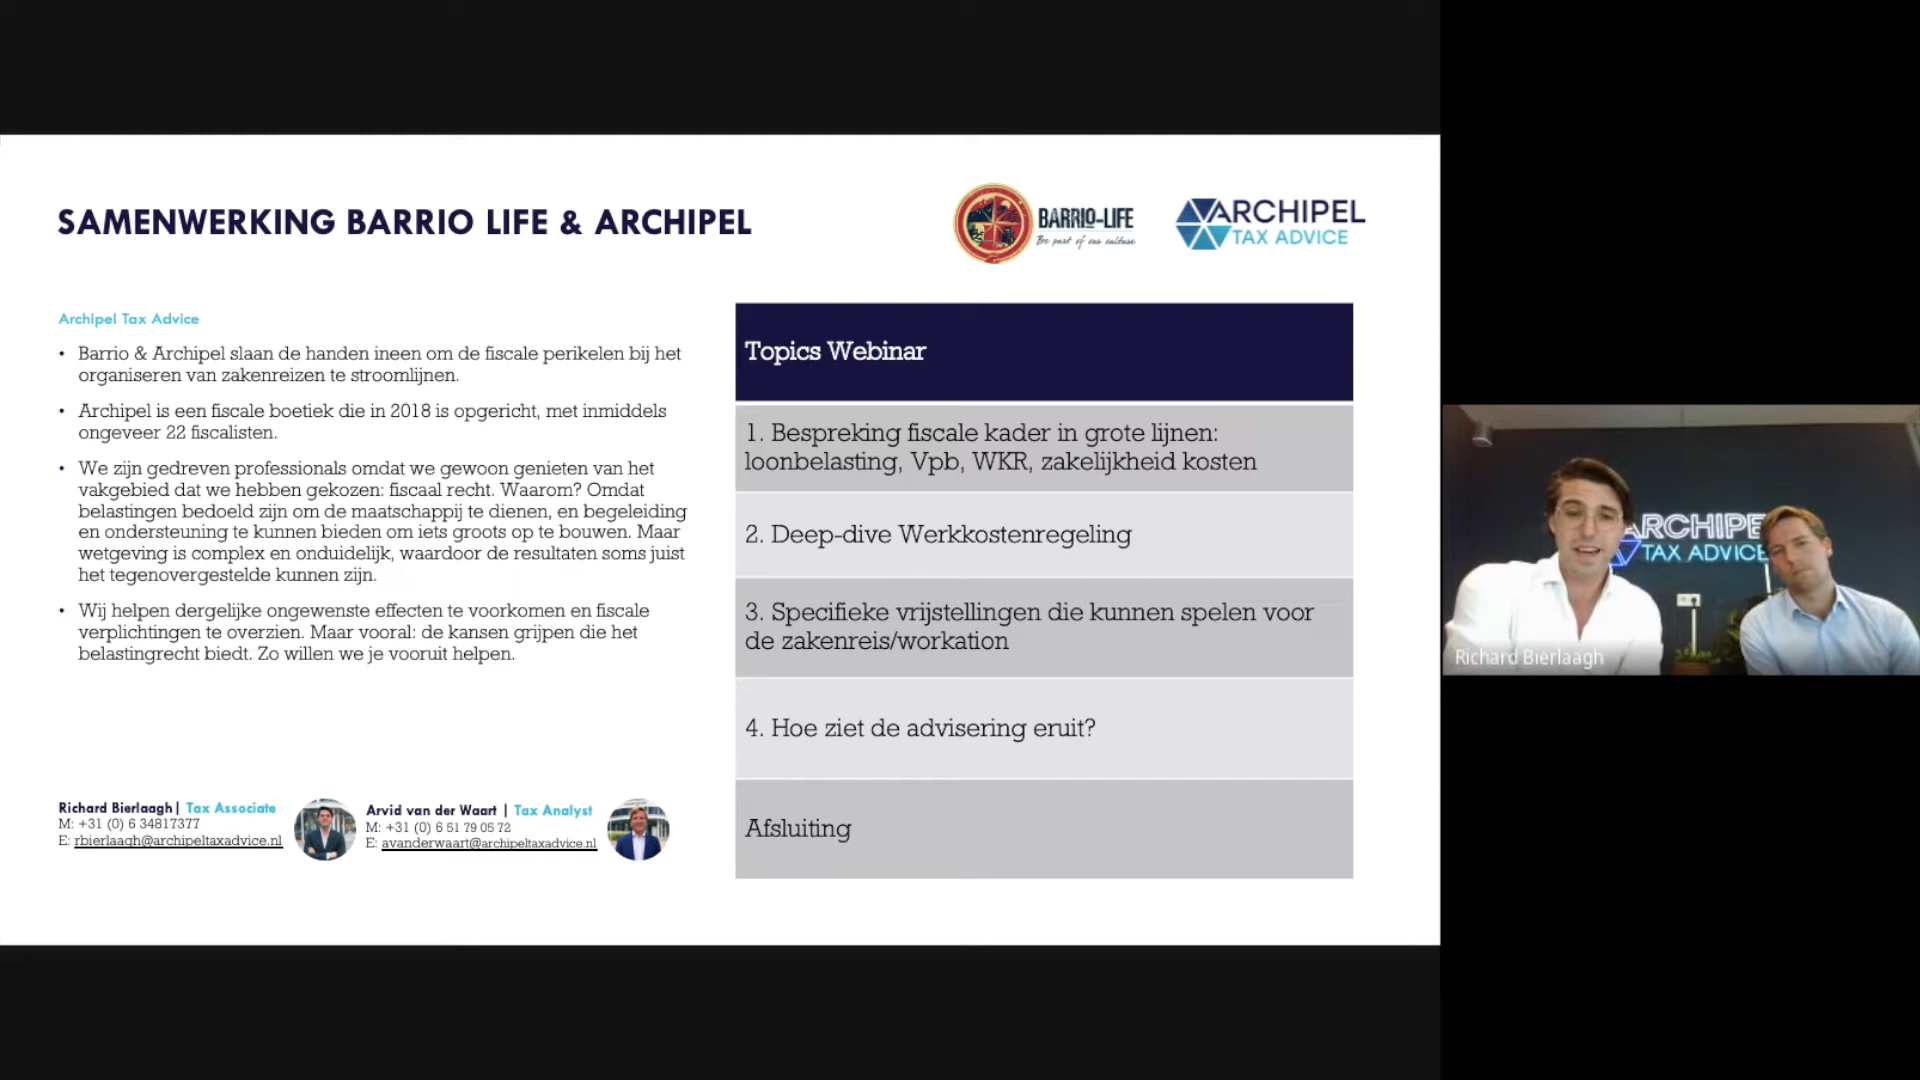 SAMENWERKING BARRIO LIFE & ARCHIPEL
BARRIO-LIFE
Be part of our culture
ARCHIPEL
TAX ADVICE
Archipel Tax Advice
• Barrio & Archipel slaan de handen ineen om de fiscale perikelen bij het
organiseren van zakenreizen te stroomlijnen.
• Archipel is een fiscale boetiek die in 2018 is opgericht, met inmiddels
ongeveer 22 fiscalisten.
• We zijn gedreven professionals omdat we gewoon genieten van het
vakgebied dat we hebben gekozen: fiscaal recht. Waarom? Omdat
belastingen bedoeld zijn om de maatschappij te dienen, en begeleiding
en ondersteuning te kunnen bieden om iets groots op te bouwen. Maar
wetgeving is complex en onduidelijk, waardoor de resultaten soms juist
het tegenovergestelde kunnen zijn.
• Wij helpen dergelijke ongewenste effecten te voorkomen en fiscale
verplichtingen te overzien. Maar vooral: de kansen grijpen die het
belastingrecht biedt. Zo willen we je vooruit helpen.
Richard Bierlaagh | Tax Associate
M: +31 (0) 6 34817377
E: rbierlaagh@archipeltaxadvice.nl
Arvid van der Waart | Tax Analyst
M: +31 (0) 6 51 79 05 72
E: avanderwaart@archipeltaxadvice.nl
Topics Webinar
1. Bespreking fiscale kader in grote lijnen:
loonbelasting, Vpb, WKR, zakelijkheid kosten
2. Deep-dive Werkkostenregeling
3. Specifieke vrijstellingen die kunnen spelen voor
de zakenreis/workation
4. Hoe ziet de advisering eruit?
Afsluiting
ARCHIPE
TAX ADVICE
Richard Bierlaagh